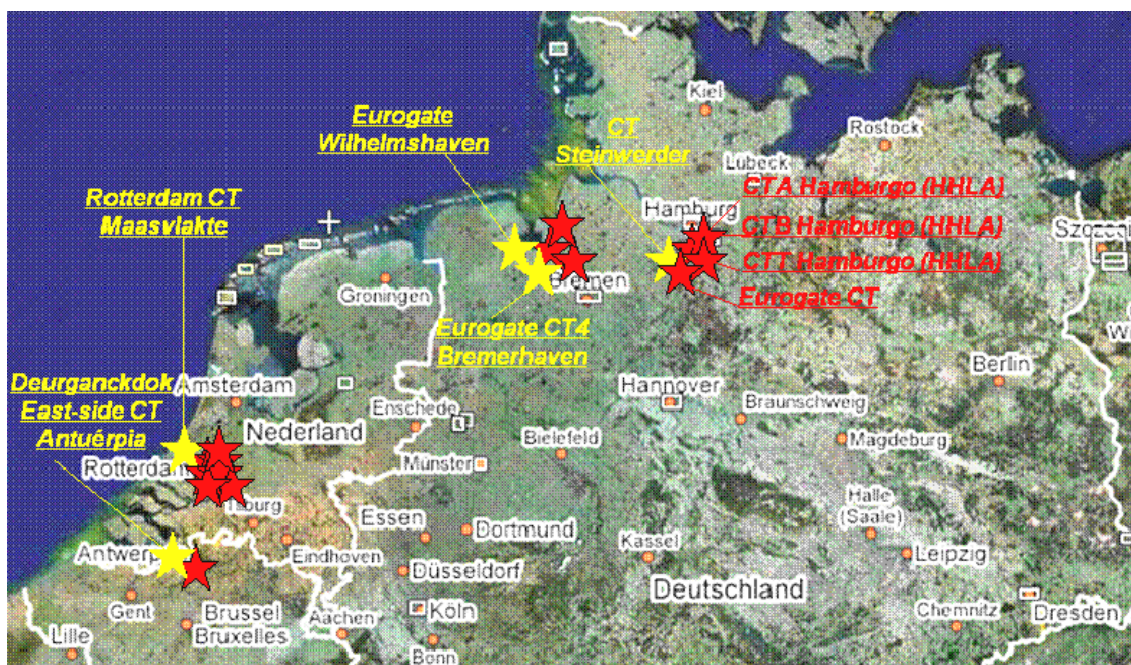 Kiel
Eurogate
Wilhelmshaven
CT
Steinwerder
Rostock
Lübeck
Rotterdam CT
Maasvlakte
CTA Hamburgo (HHLA)
Hamburg
CTB Hamburgo (HHLA)
CTT Hamburgo (HHLA)
Eurogate CT
Groningen
Bremen
Eurogate CT4
Bremerhaven
Deurganckdok
East-side CT
Antuérpia
Amsterdam
Berlin
Hannover
Braunschweig
Enschede
Nederland
Bielefeld
Magdeburg
Münster
Halle
(Saale)
Essen
Dortmund
Eindhoven
Kassel
Leipzig
Düsseldorf
Deutschland
Gent
Brussel
Bruxelles
Aachen
Köln
Chemnitz
Dresden
Lille
Bonn